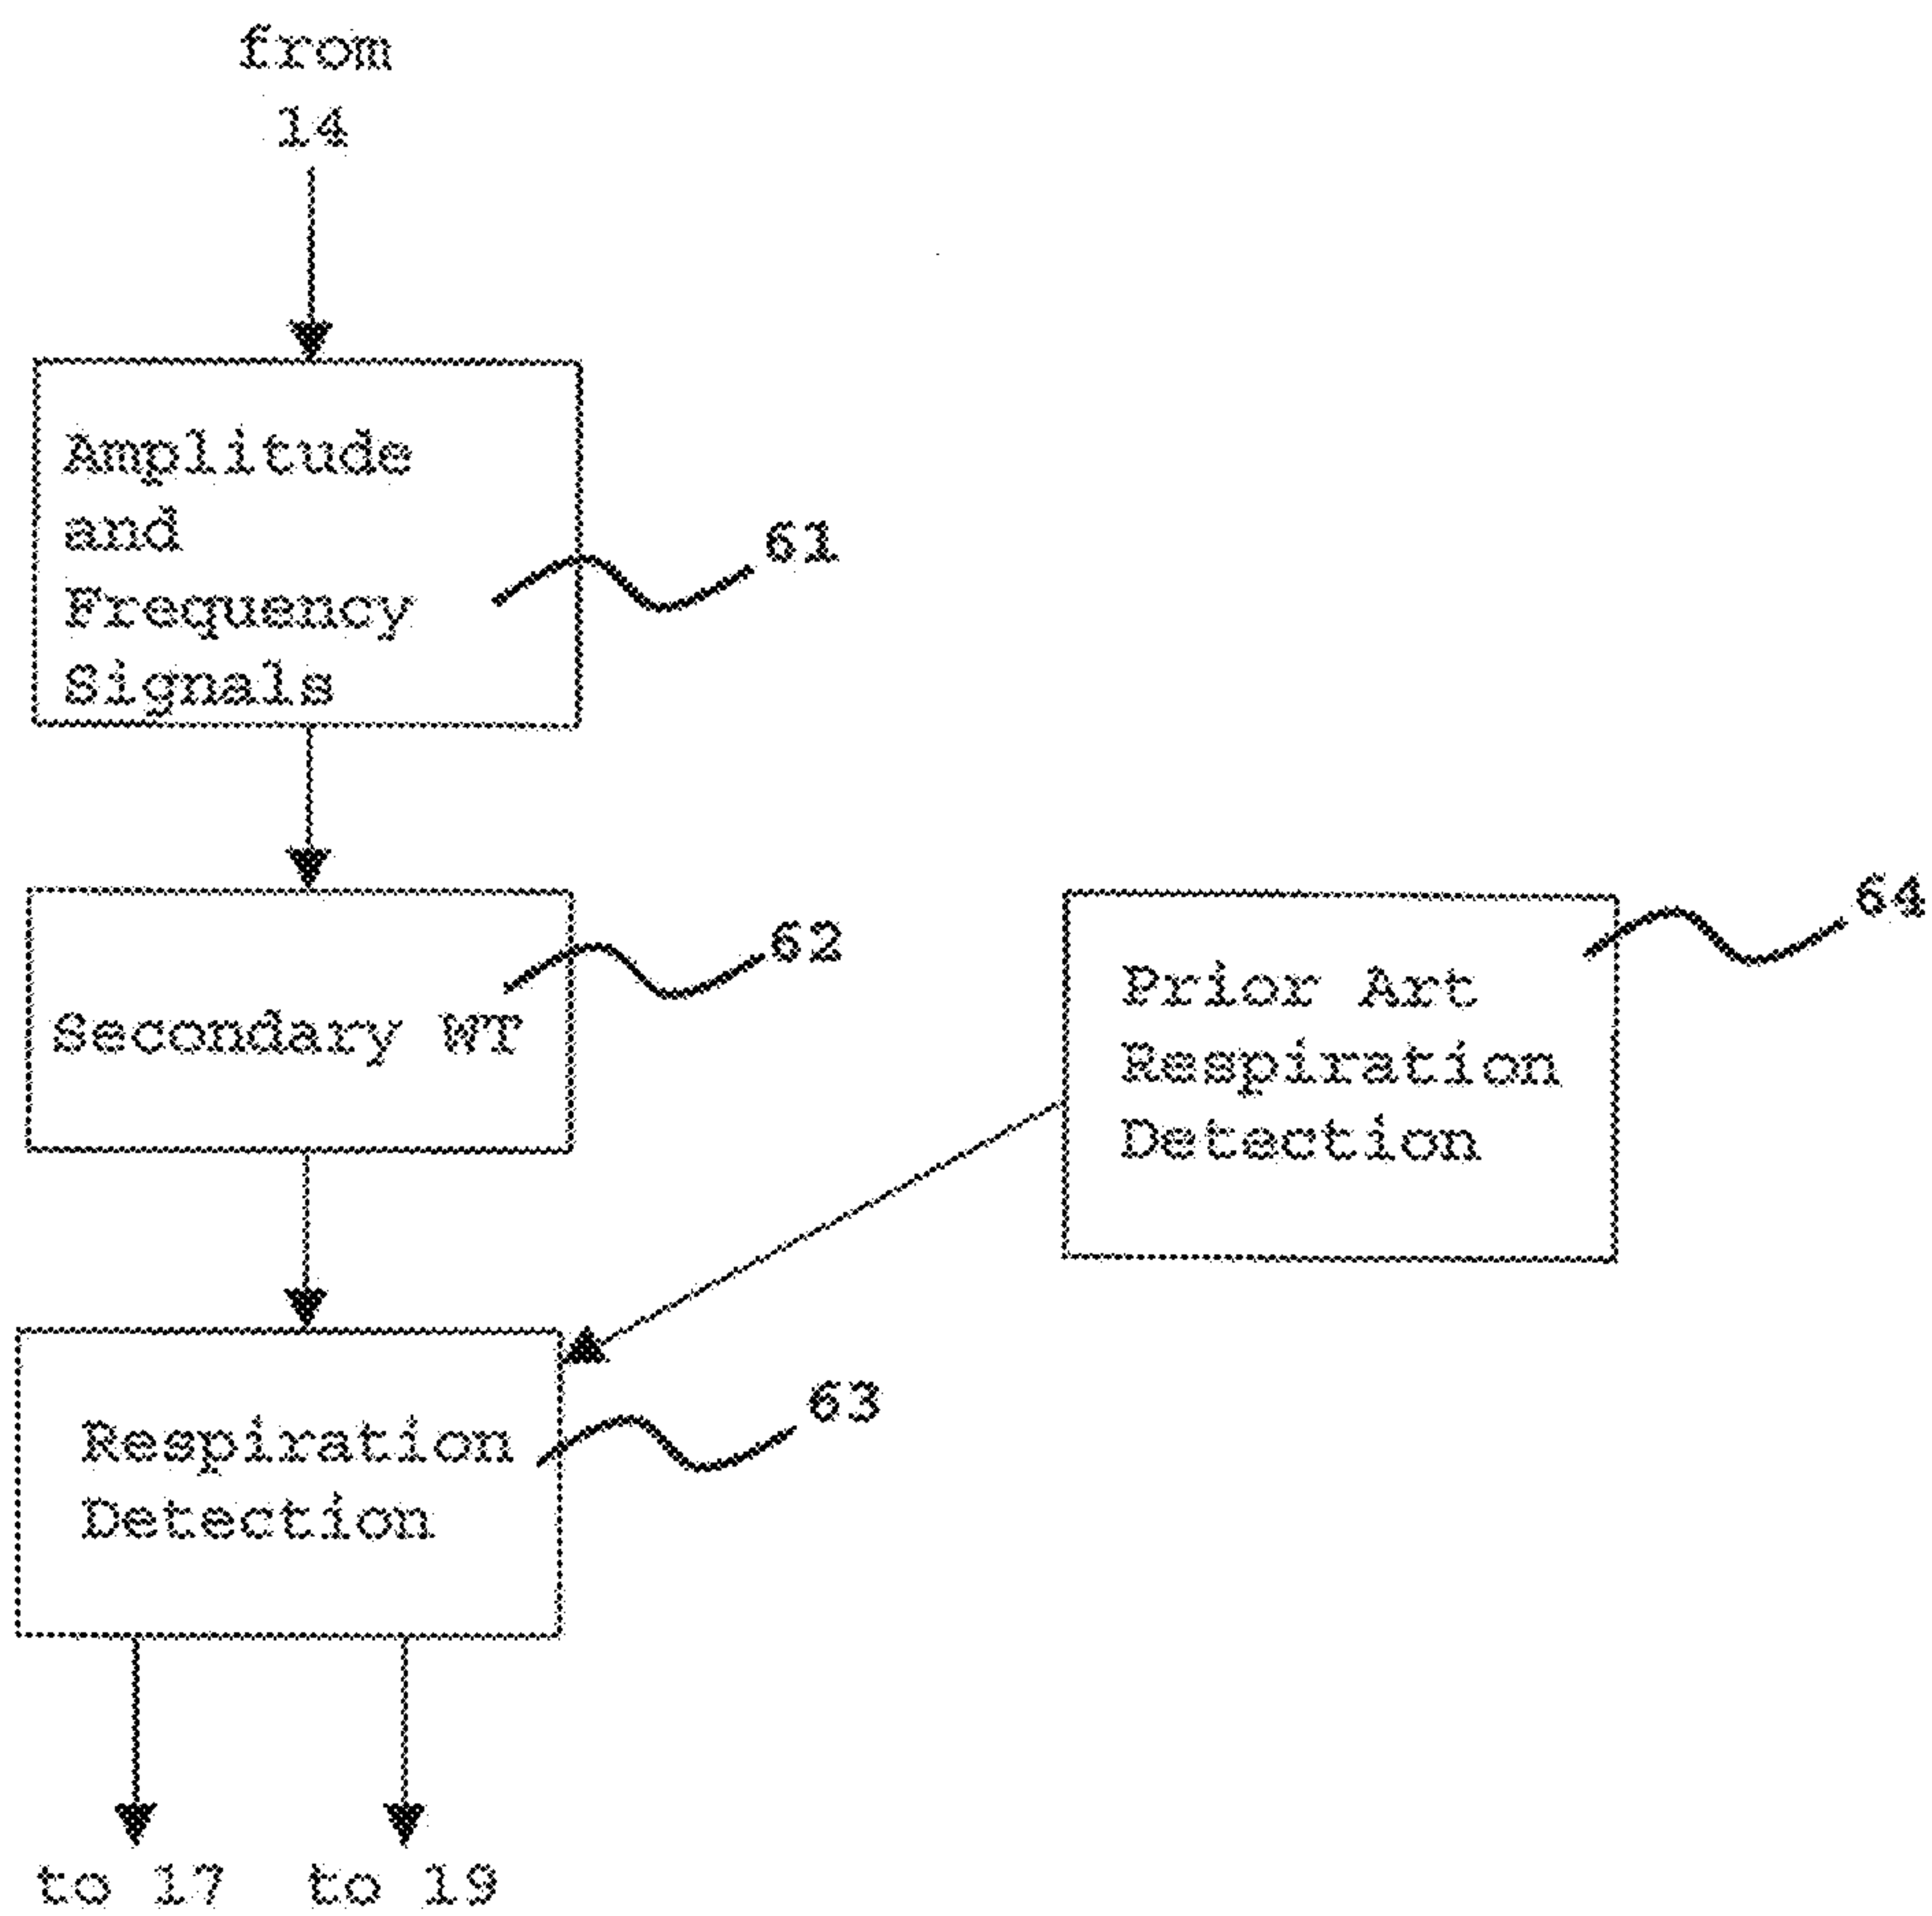 from
14
Amplitude
and
Frequency
Signals
61
Secondary WT
62
Prior Art
Respiration
Detection
64
Respiration
Detection
63
to 17 to 19